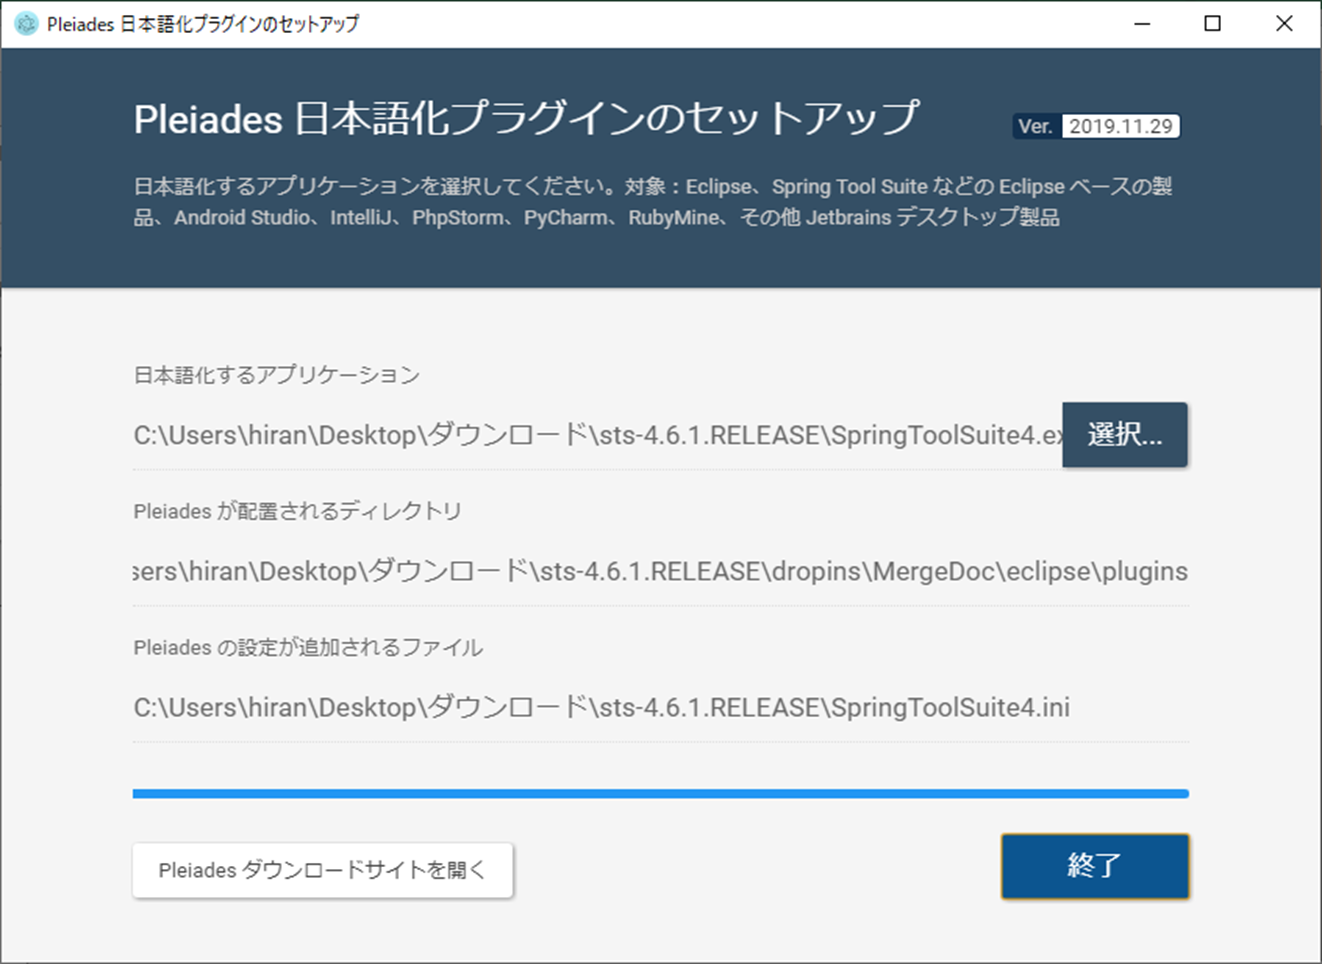 Pleiades 日本語化プラグインのセットアップ
Pleiades 日本語化プラグインのセットアップ
Ver. 2019.11.29
日本語化するアプリケーションを選択してください。対象：Eclipse、Spring Tool Suite などの Eclipse ベースの製
品、Android Studio、IntelliJ、PhpStorm、PyCharm、RubyMine、その他 Jetbrains デスクトップ製品
日本語化するアプリケーション
C:\Users\hiran\Desktop\ダウンロード\sts-4.6.1.RELEASE\SpringToolSuite4.ex
選択...
Pleiades が配置されるディレクトリ
sers\hiran\Desktop\ダウンロード\sts-4.6.1.RELEASE\dropins\MergeDoc\eclipse\plugins
Pleiades の設定が追加されるファイル
C:\Users\hiran\Desktop\ダウンロード\sts-4.6.1.RELEASE\SpringToolSuite4.ini
Pleiades ダウンロードサイトを開く
終了